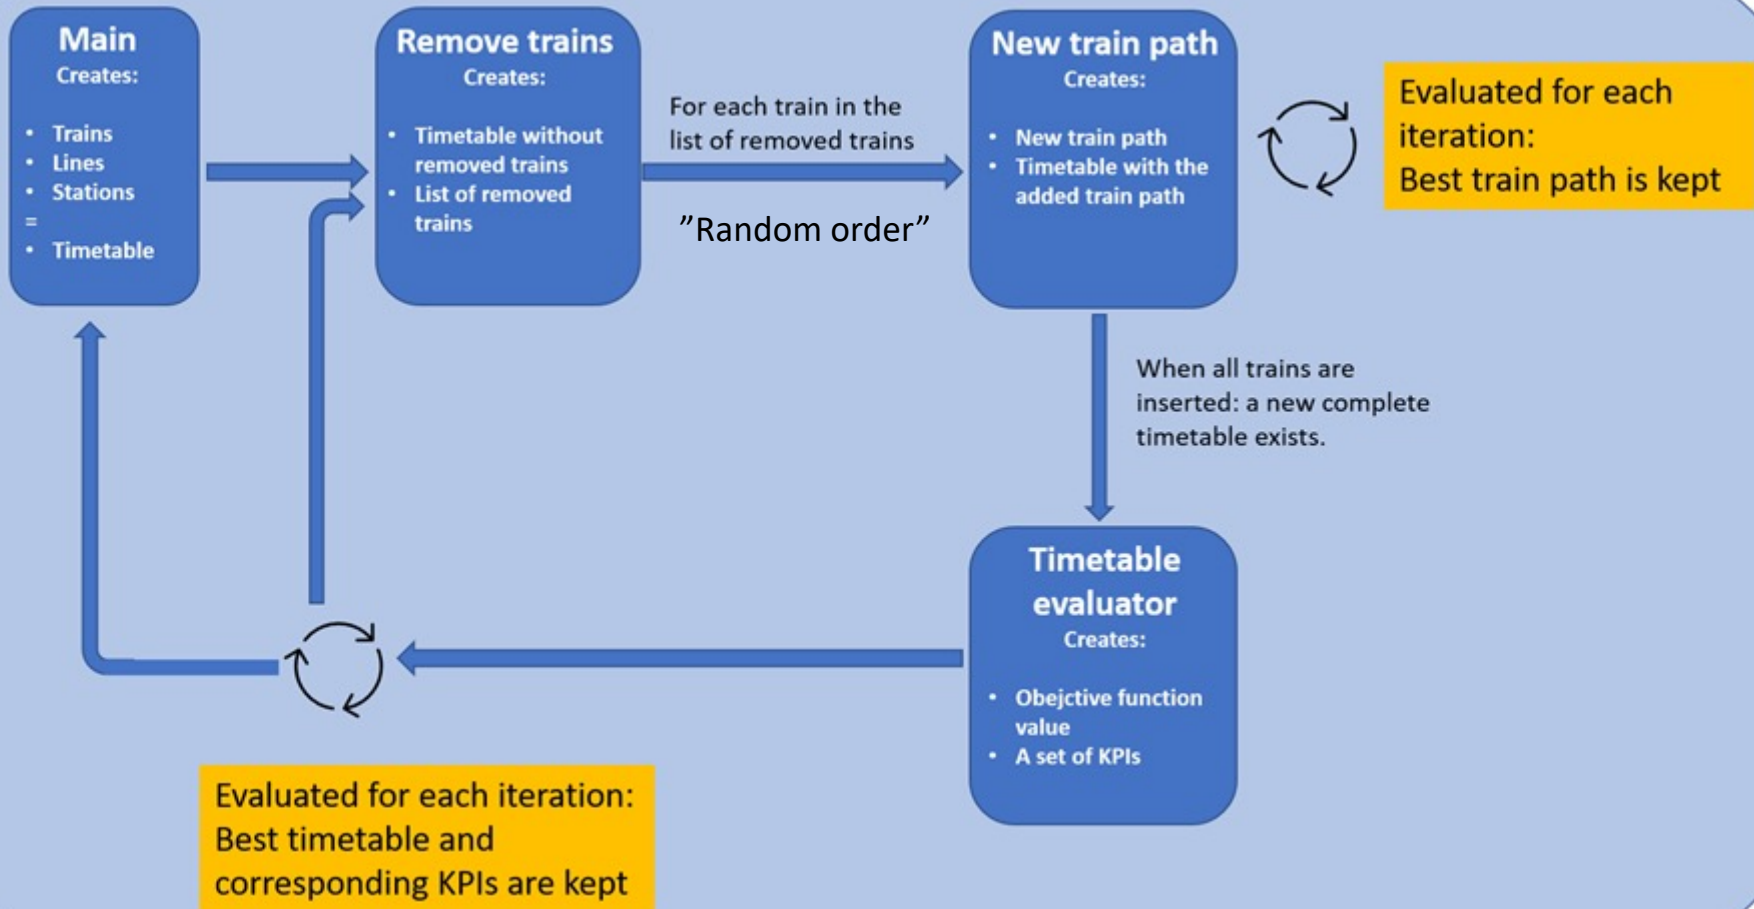 Main
Creates:
• Trains
• Lines
• Stations
=
• Timetable
Remove trains
Creates:
• Timetable without
removed trains
• List of removed
trains
For each train in the
list of removed trains
”Random order”
New train path
Creates:
• New train path
• Timetable with the
added train path
Evaluated for each
iteration:
Best train path is kept
When all trains are
inserted: a new complete
timetable exists.
Timetable
evaluator
Creates:
• Obejctive function
value
• A set of KPIs
Evaluated for each iteration:
Best timetable and
corresponding KPIs are kept